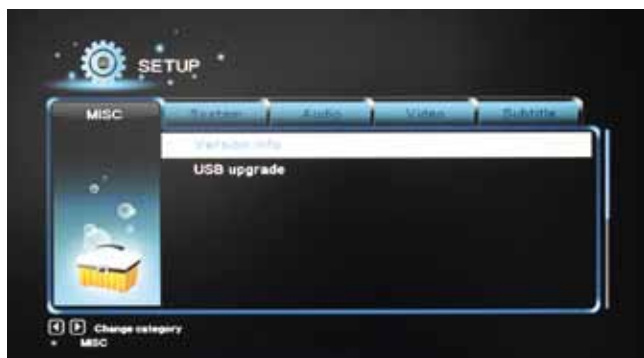 SETUP
MISC System Audio Video Subtitle
Version info
USB upgrade
Change category
MISC